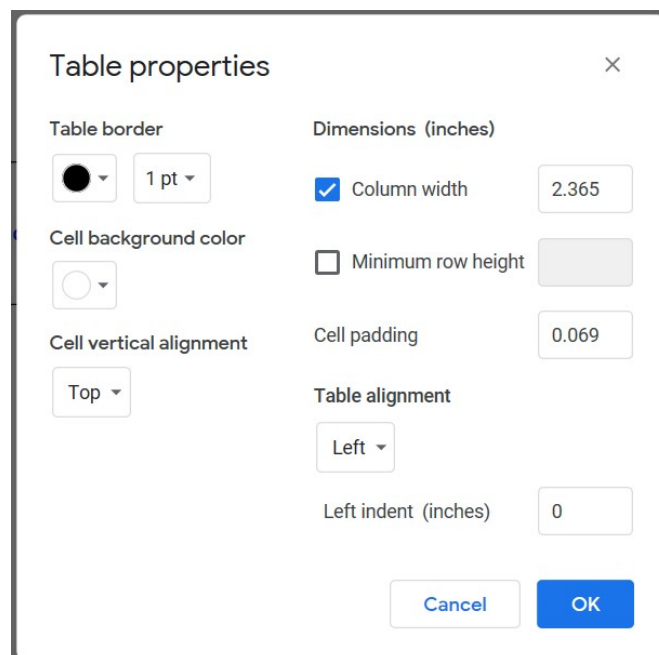 Table properties
Table border
1 pt
Cell background color
Cell vertical alignment
Top
Dimensions (inches)
Column width
2.365
Minimum row height
Cell padding
0.069
Table alignment
Left
Left indent (inches)
0
Cancel
OK